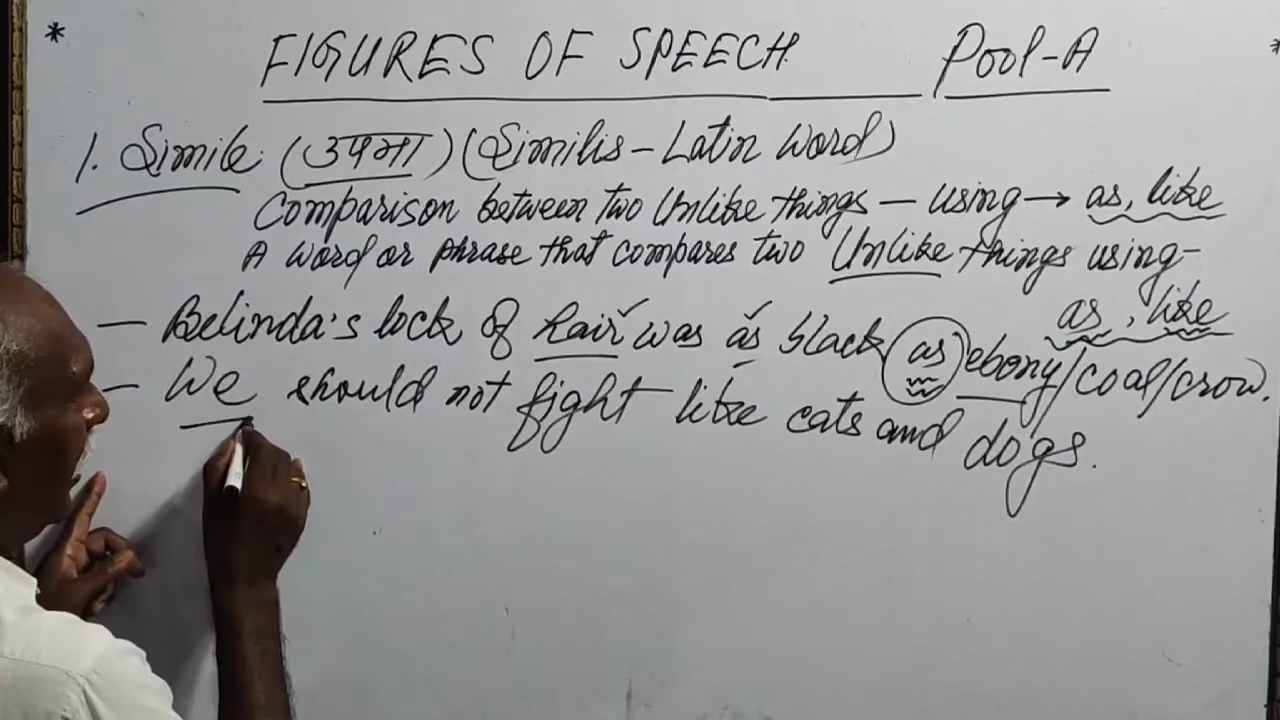 * FIGURES OF SPEECH Pool-A *
1. Simile (उपमा) (Similis - Latin Word)
Comparison between two Unlike things - using → as, like
A word or phrase that compares two Unlike things using -
as, like
- Belinda's lock of hair was as black as ebony/coal/crow.
- We should not fight like cats and dogs.